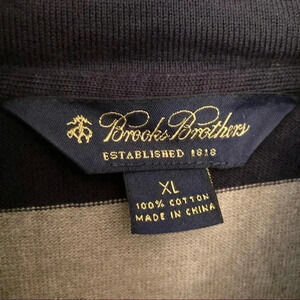 Brooks Brothers
ESTABLISHED 1818
XL
100% COTTON
MADE IN CHINA